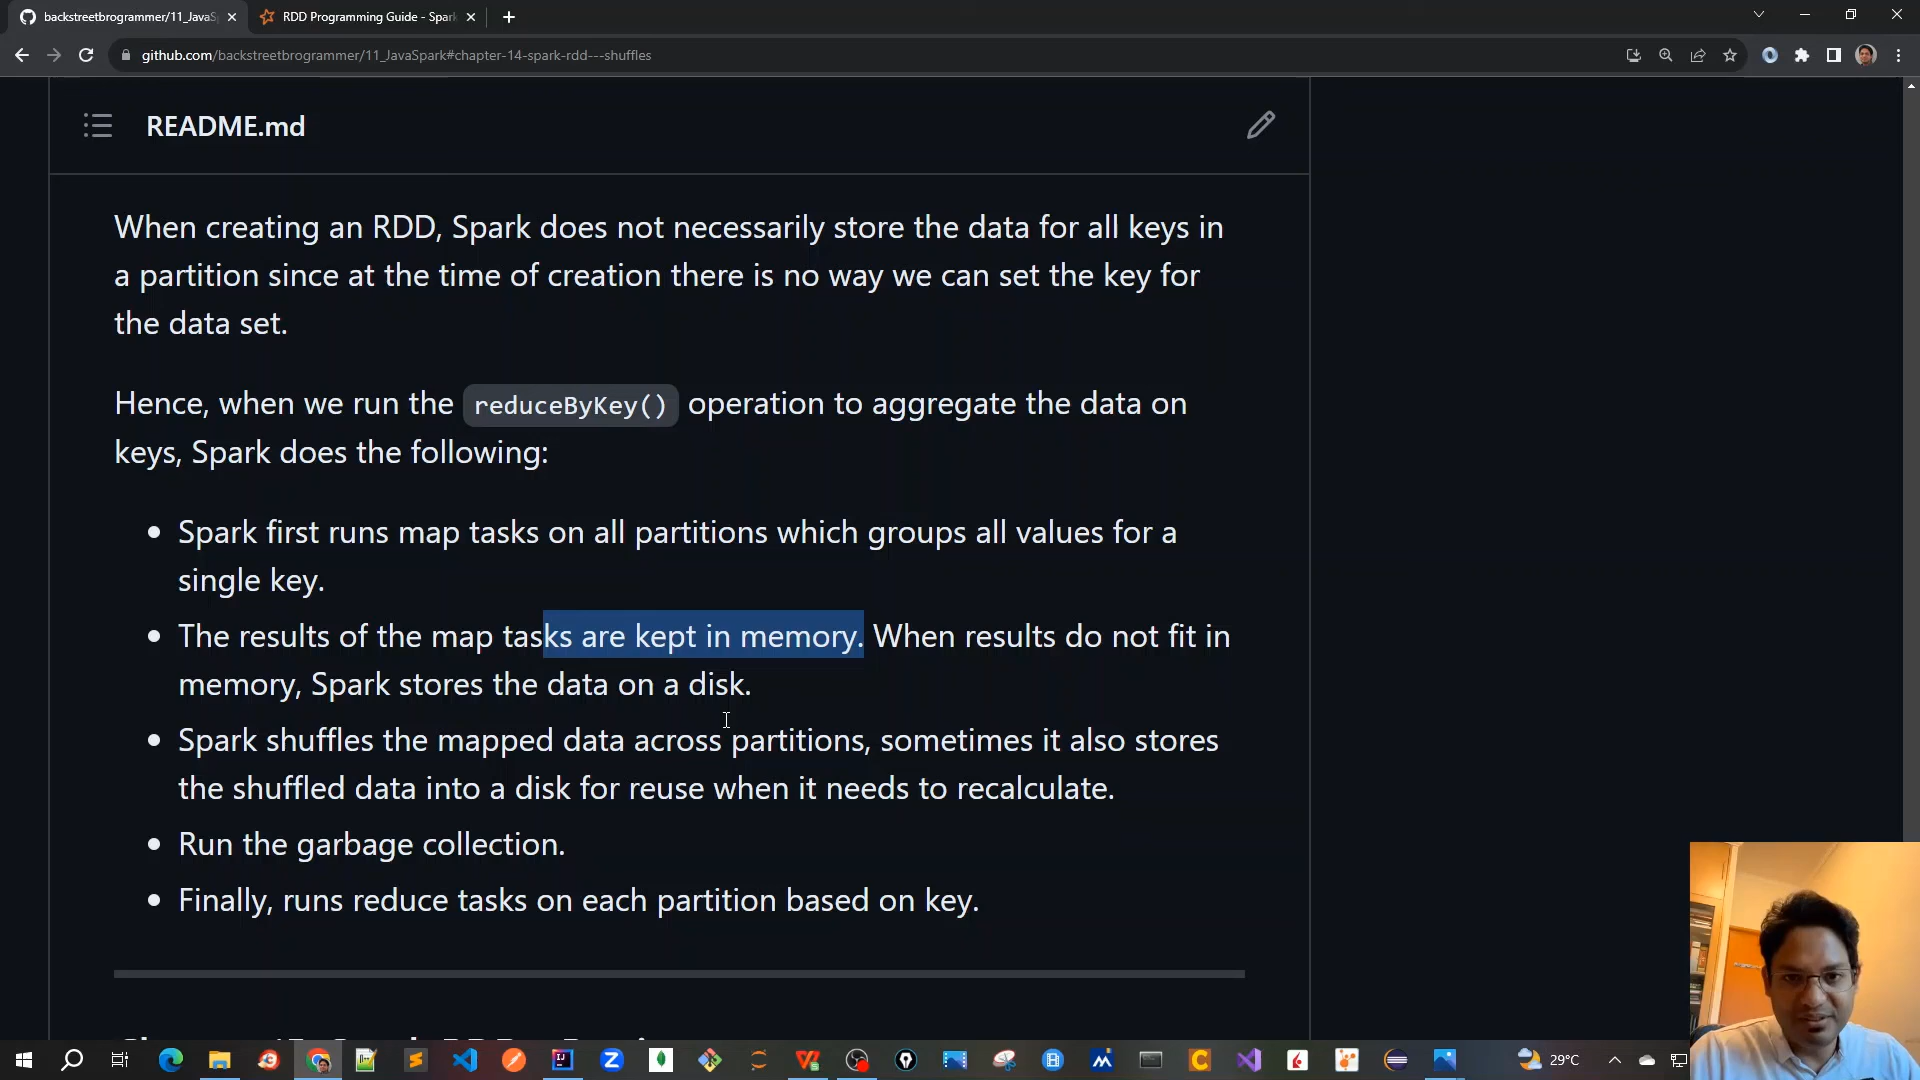 backstreetbrogrammer/11_JavaS
RDD Programming Guide - Spark
github.com/backstreetbrogrammer/11_JavaSpark#chapter-14-spark-rdd---shuffles
README.md
When creating an RDD, Spark does not necessarily store the data for all keys in
a partition since at the time of creation there is no way we can set the key for
the data set.
Hence, when we run the reduceByKey() operation to aggregate the data on
keys, Spark does the following:
• Spark first runs map tasks on all partitions which groups all values for a
single key.
• The results of the map tasks are kept in memory. When results do not fit in
memory, Spark stores the data on a disk.
• Spark shuffles the mapped data across partitions, sometimes it also stores
the shuffled data into a disk for reuse when it needs to recalculate.
• Run the garbage collection.
• Finally, runs reduce tasks on each partition based on key.
29°C